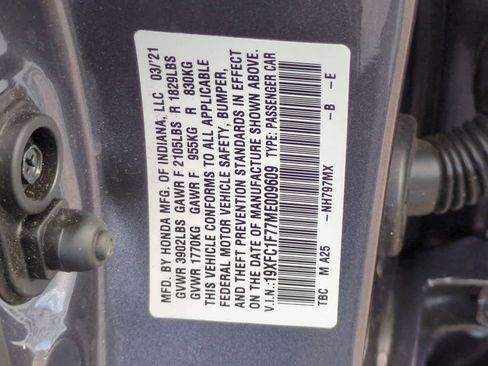 MFD. BY HONDA MFG. OF INDIANA, LLC 03/'21
GVWR 3902LBS GAWR F 2105LBS R 1829LBS
GVWR 1770KG GAWR F 955KG R 830KG
THIS VEHICLE CONFORMS TO ALL APPLICABLE
FEDERAL MOTOR VEHICLE SAFETY, BUMPER,
AND THEFT PREVENTION STANDARDS IN EFFECT
ON THE DATE OF MANUFACTURE SHOWN ABOVE.
V.I.N.:19XFC1F77ME009609 TYPE: PASSENGER CAR
TBC M A25 -NH797MX -B -E